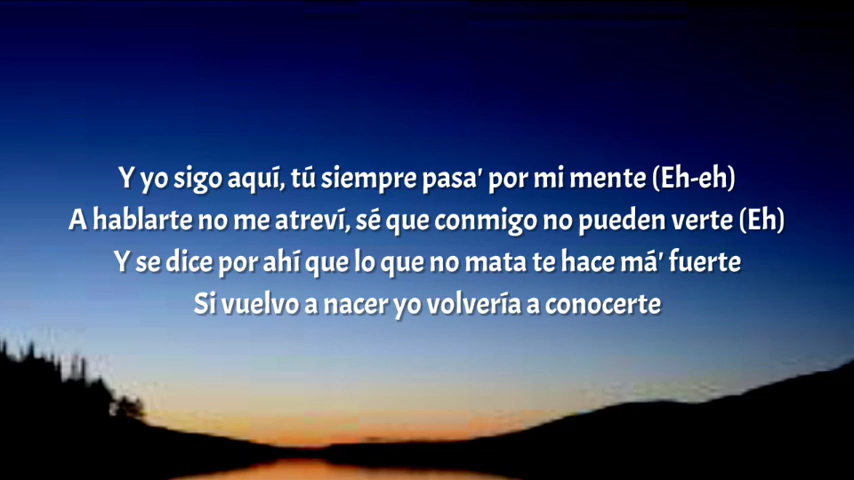 Y yo sigo aquí, tú siempre pasa' por mi mente (Eh-eh)
A hablarte no me atreví, sé que conmigo no pueden verte (Eh)
Y se dice por ahí que lo que no mata te hace má' fuerte
Si vuelvo a nacer yo volvería a conocerte